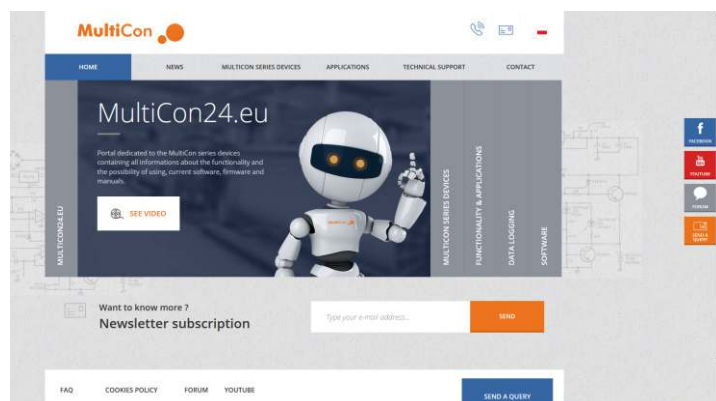 MultiCon
HOME NEWS MULTICON SERIES DEVICES APPLICATIONS TECHNICAL SUPPORT CONTACT
MULTICON24.EU
MultiCon24.eu
Portal dedicated to the MultiCon series devices
containing all informations about the functionality and
the possibility of using, current software, firmware and
manuals.
SEE VIDEO
MULTICON SERIES DEVICES
FUNCTIONALITY & APPLICATIONS
DATA LOGGING
SOFTWARE
FACEBOOK
YOUTUBE
FORUM
SEND A
QUERY
Want to know more ?
Newsletter subscription
Type your e-mail address...
SEND
FAQ COOKIES POLICY FORUM YOUTUBE
SEND A QUERY